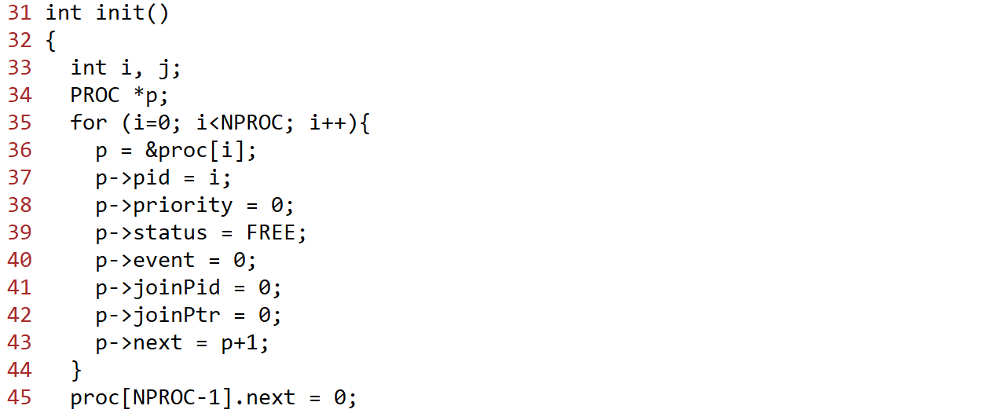 31 int init()
32 {
33   int i, j;
34   PROC *p;
35   for (i=0; i<NPROC; i++){
36     p = &proc[i];
37     p->pid = i;
38     p->priority = 0;
39     p->status = FREE;
40     p->event = 0;
41     p->joinPid = 0;
42     p->joinPtr = 0;
43     p->next = p+1;
44   }
45   proc[NPROC-1].next = 0;